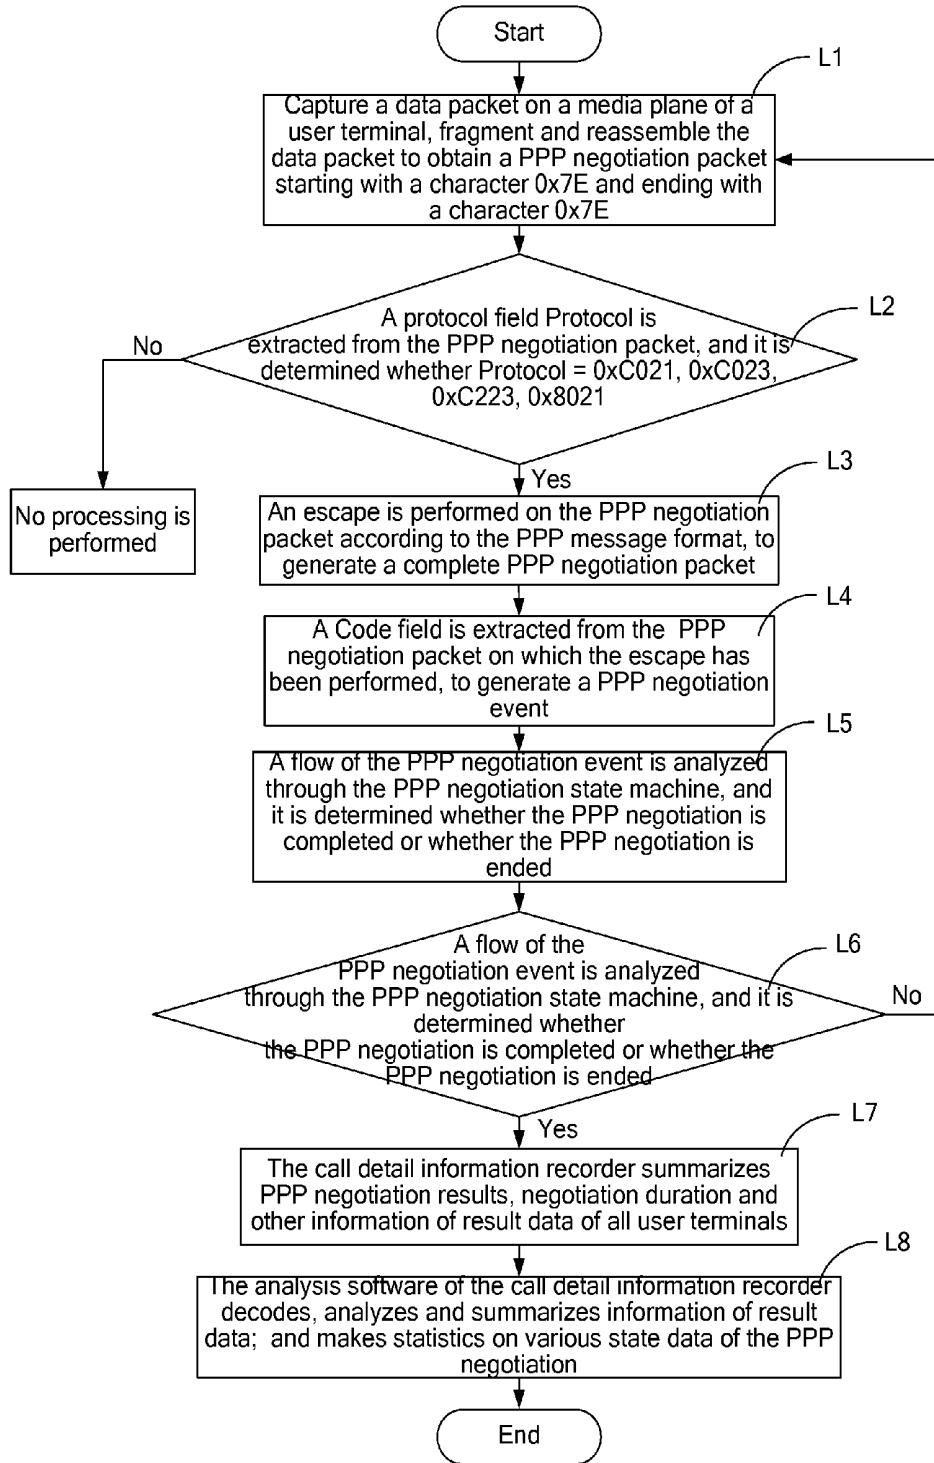 Start
L1
Capture a data packet on a media plane of a
user terminal, fragment and reassemble the
data packet to obtain a PPP negotiation packet
starting with a character 0x7E and ending with
a character 0x7E
L2
A protocol field Protocol is
extracted from the PPP negotiation packet, and it is
determined whether Protocol = 0xC021, 0xC023,
0xC223, 0x8021
No
Yes
No processing is
performed
L3
An escape is performed on the PPP negotiation
packet according to the PPP message format, to
generate a complete PPP negotiation packet
L4
A Code field is extracted from the PPP
negotiation packet on which the escape has
been performed, to generate a PPP negotiation
event
L5
A flow of the PPP negotiation event is analyzed
through the PPP negotiation state machine, and
it is determined whether the PPP negotiation is
completed or whether the PPP negotiation is
ended
L6
A flow of the
PPP negotiation event is analyzed
through the PPP negotiation state machine, and it is
determined whether
the PPP negotiation is completed or whether the
PPP negotiation is ended
No
Yes
L7
The call detail information recorder summarizes
PPP negotiation results, negotiation duration and
other information of result data of all user terminals
L8
The analysis software of the call detail information recorder
decodes, analyzes and summarizes information of result
data; and makes statistics on various state data of the PPP
negotiation
End